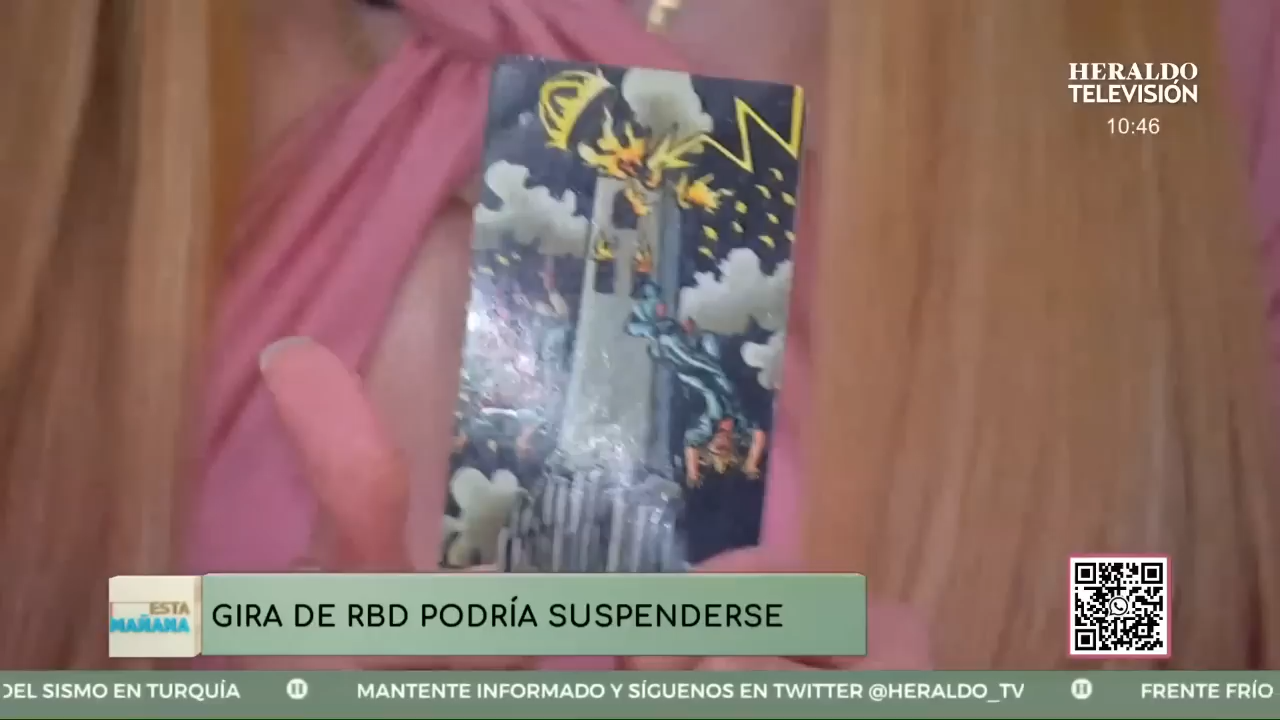 HERALDO
TELEVISIÓN
10:46
ESTA
MAÑANA
GIRA DE RBD PODRÍA SUSPENDERSE
DEL SISMO EN TURQUÍA
MANTENTE INFORMADO Y SÍGUENOS EN TWITTER @HERALDO_TV
FRENTE FRÍO